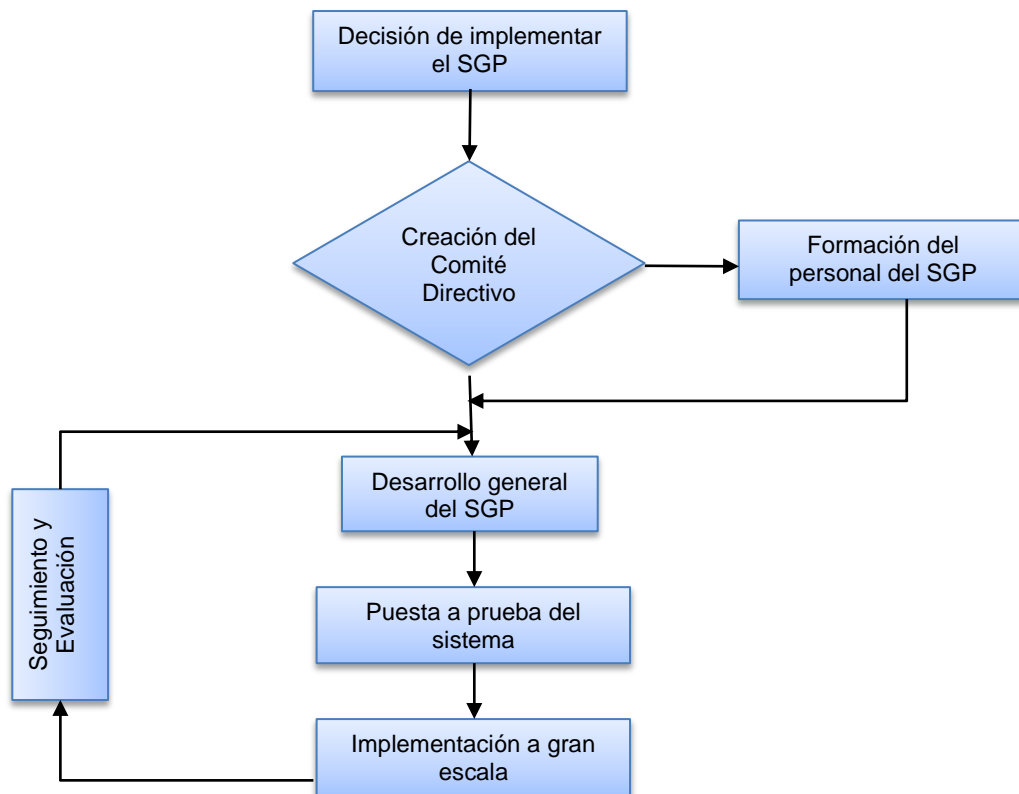 Decisión de implementar
el SGP
Creación del
Comité
Directivo
Formación del
personal del SGP
Desarrollo general
del SGP
Seguimiento y
Evaluación
Puesta a prueba del
sistema
Implementación a gran
escala